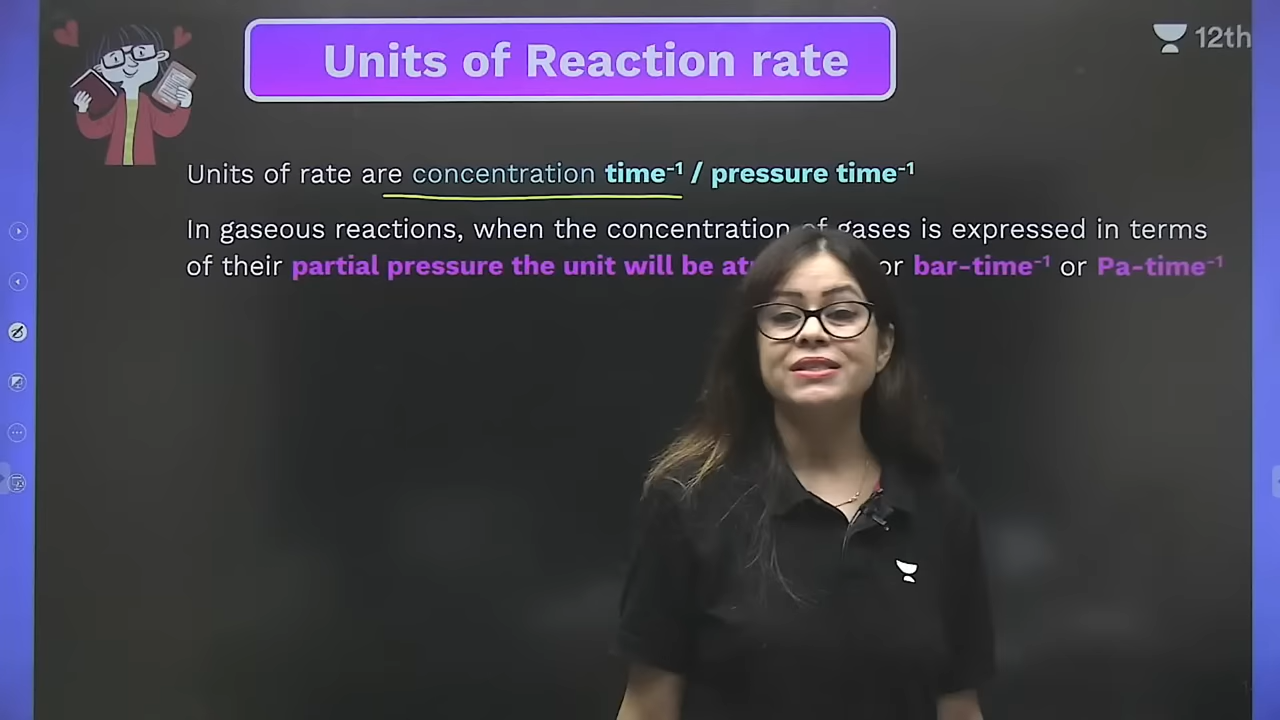 Units of Reaction rate
12th
Units of rate are concentration time⁻¹ / pressure time⁻¹
In gaseous reactions, when the concentration of gases is expressed in terms
of their partial pressure the unit will be or bar-time⁻¹ or Pa-time⁻¹